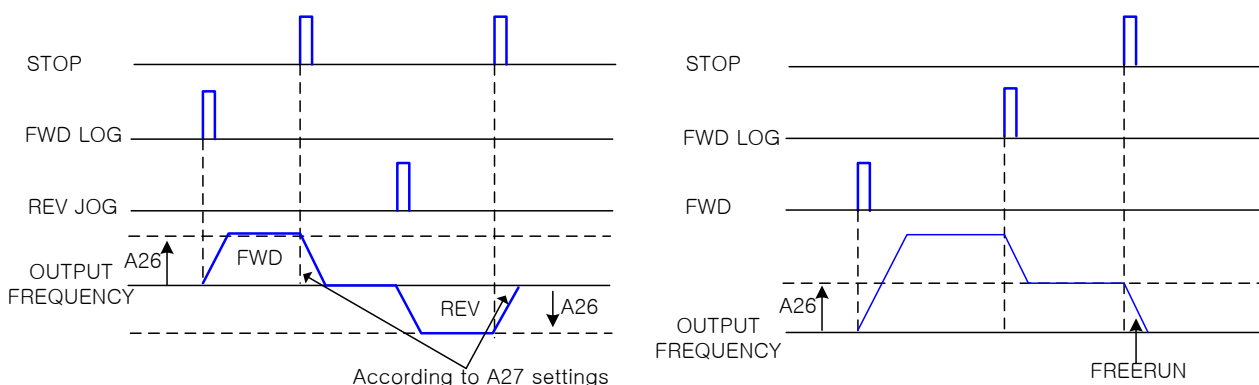 STOP
FWD LOG
REV JOG
A26
FWD
OUTPUT
FREQUENCY
REV
A26
According to A27 settings
STOP
FWD LOG
FWD
A26
OUTPUT
FREQUENCY
FREERUN